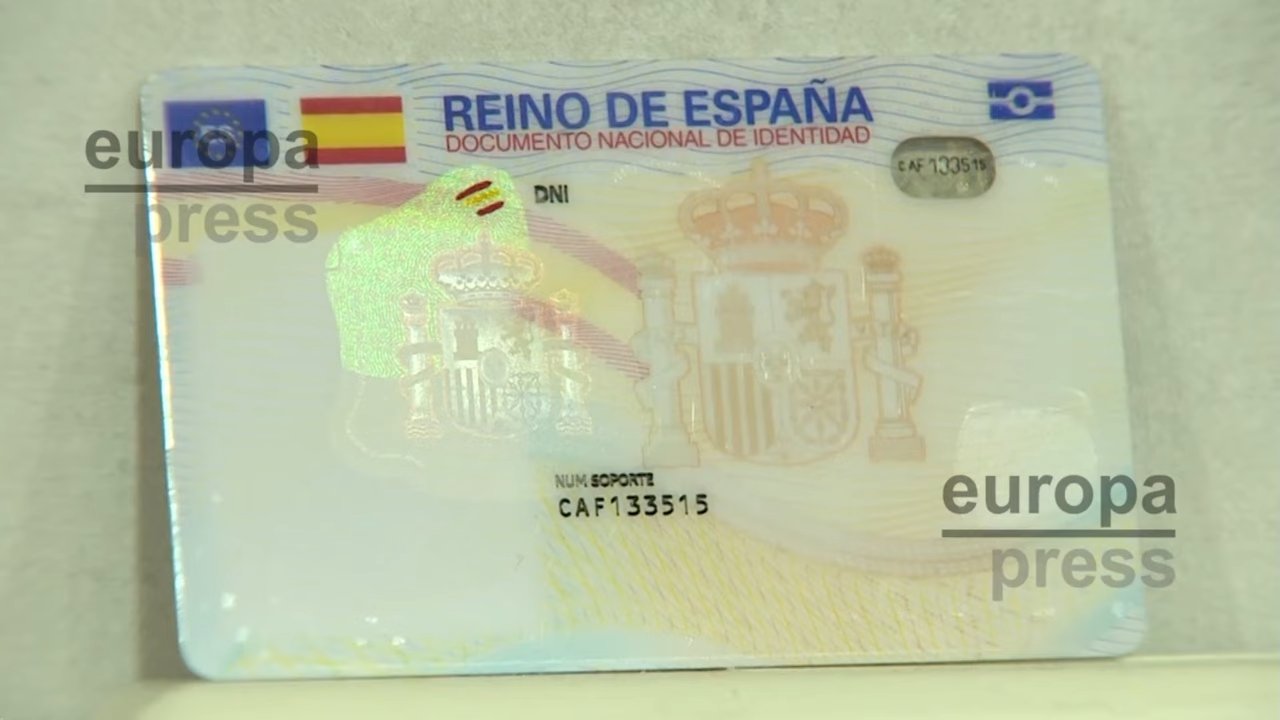 REINO DE ESPAÑA
DOCUMENTO NACIONAL DE IDENTIDAD
europa
press
CAF133515
DNI
NUM SOPORTE
CAF133515
europa
press